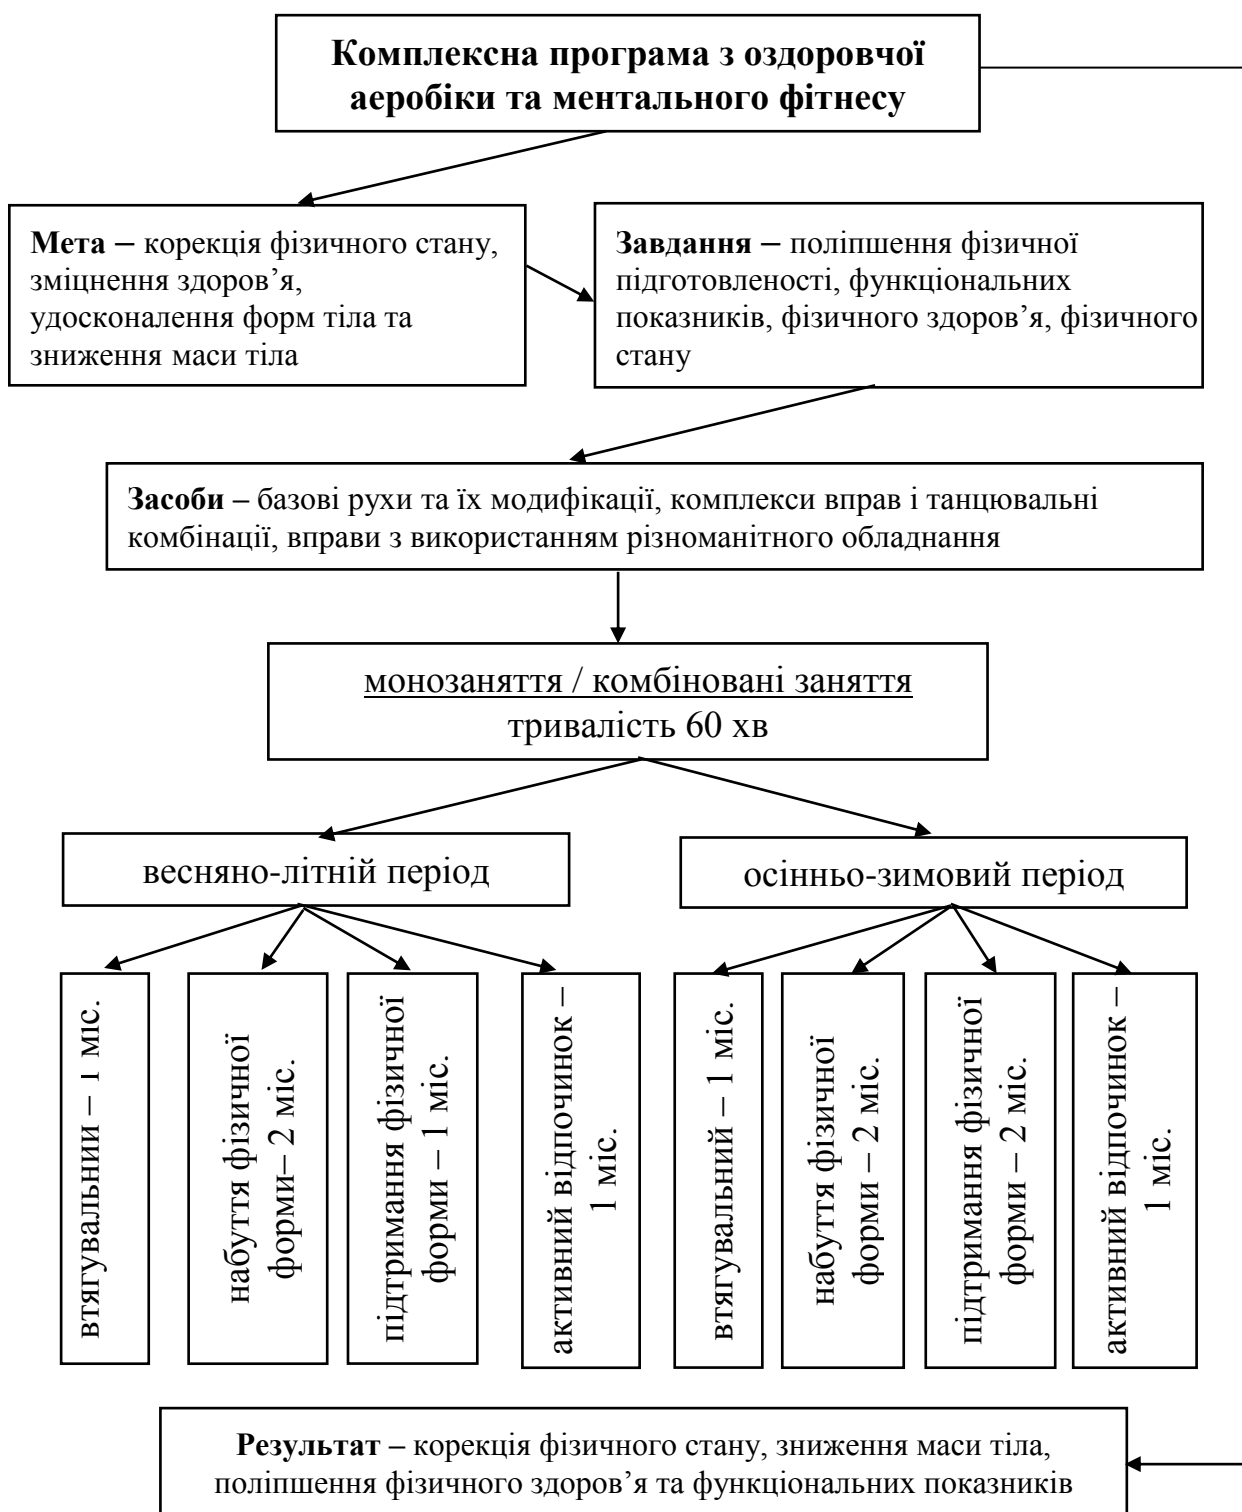 Комплексна програма з оздоровчої
аеробіки та ментального фітнесу
Мета – корекція фізичного стану,
зміцнення здоров’я,
удосконалення форм тіла та
зниження маси тіла
Завдання – поліпшення фізичної
підготовленості, функціональних
показників, фізичного здоров’я, фізичного
стану
Засоби – базові рухи та їх модифікації, комплекси вправ і танцювальні
комбінації, вправи з використанням різноманітного обладнання
монозаняття / комбіновані заняття
тривалість 60 хв
весняно-літній період
осінньо-зимовий період
втягувальний – 1 міс.
набуття фізичної
форми– 2 міс.
підтримання фізичної
форми – 1 міс.
активний відпочинок –
1 міс.
втягувальний – 1 міс.
набуття фізичної
форми – 2 міс.
підтримання фізичної
форми – 2 міс.
активний відпочинок –
1 міс.
Результат – корекція фізичного стану, зниження маси тіла,
поліпшення фізичного здоров’я та функціональних показників